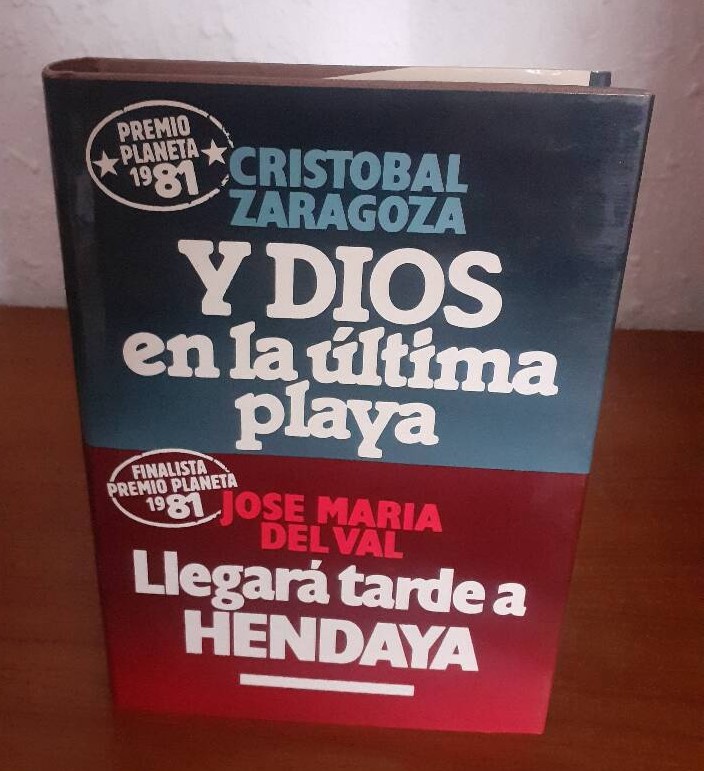 PREMIO
PLANETA
1981
CRISTOBAL
ZARAGOZA
Y DIOS
en la última
playa
FINALISTA
PREMIO PLANETA
1981
JOSE MARIA
DEL VAL
Llegará tarde a
HENDAYA